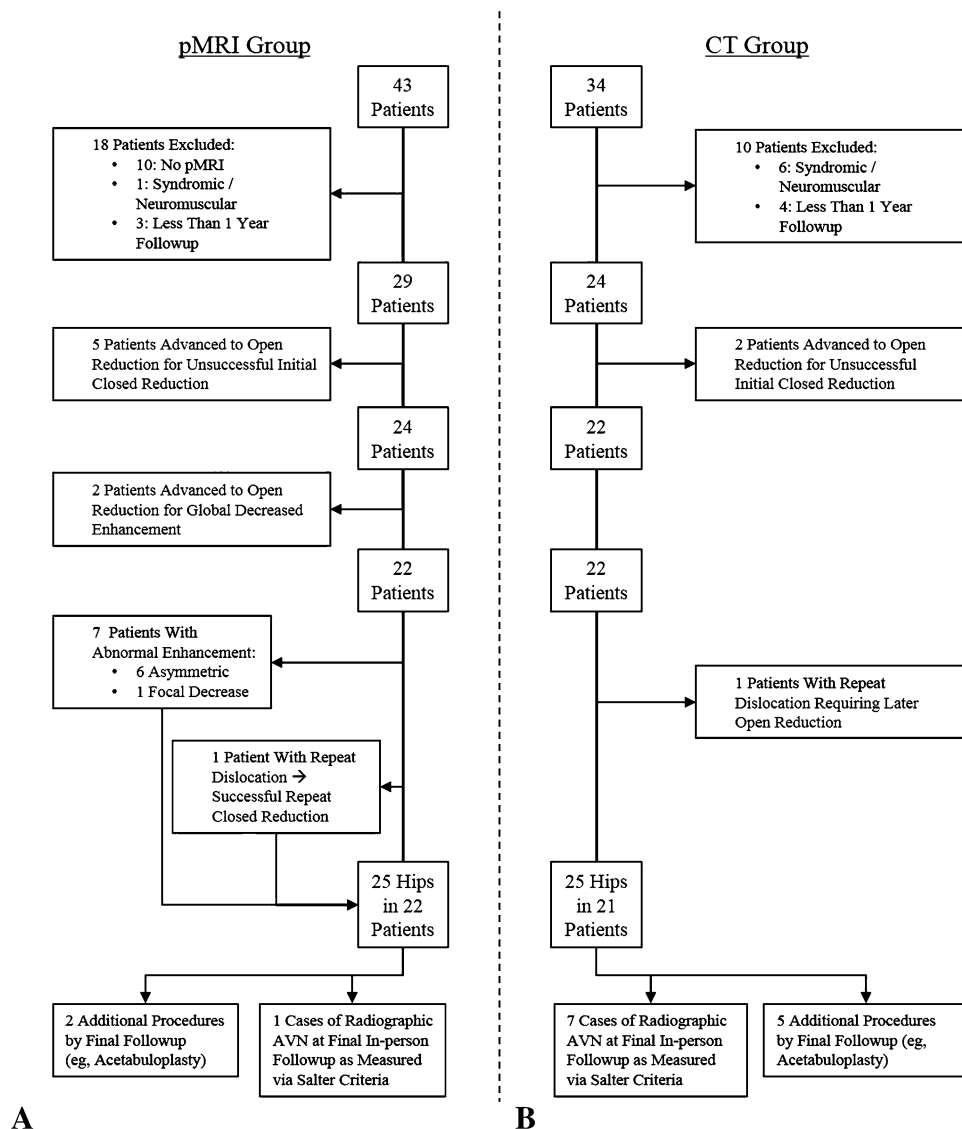 pMRI Group
43
Patients
18 Patients Excluded:
• 10: No pMRI
• 1: Syndromic /
Neuromuscular
• 3: Less Than 1 Year
Followup
29
Patients
5 Patients Advanced to Open
Reduction for Unsuccessful Initial
Closed Reduction
24
Patients
2 Patients Advanced to Open
Reduction for Global Decreased
Enhancement
22
Patients
7 Patients With
Abnormal Enhancement:
• 6 Asymmetric
• 1 Focal Decrease
1 Patient With Repeat
Dislocation →
Successful Repeat
Closed Reduction
25 Hips
in 22
Patients
2 Additional Procedures
by Final Followup
(eg, Acetabuloplasty)
1 Cases of Radiographic
AVN at Final In-person
Followup as Measured
via Salter Criteria
A
CT Group
34
Patients
10 Patients Excluded:
• 6: Syndromic /
Neuromuscular
• 4: Less Than 1 Year
Followup
24
Patients
2 Patients Advanced to Open
Reduction for Unsuccessful
Initial Closed Reduction
22
Patients
22
Patients
1 Patients With Repeat
Dislocation Requiring Later
Open Reduction
25 Hips
in 21
Patients
7 Cases of Radiographic
AVN at Final In-person
Followup as Measured
via Salter Criteria
5 Additional Procedures
by Final Followup (eg,
Acetabuloplasty)
B